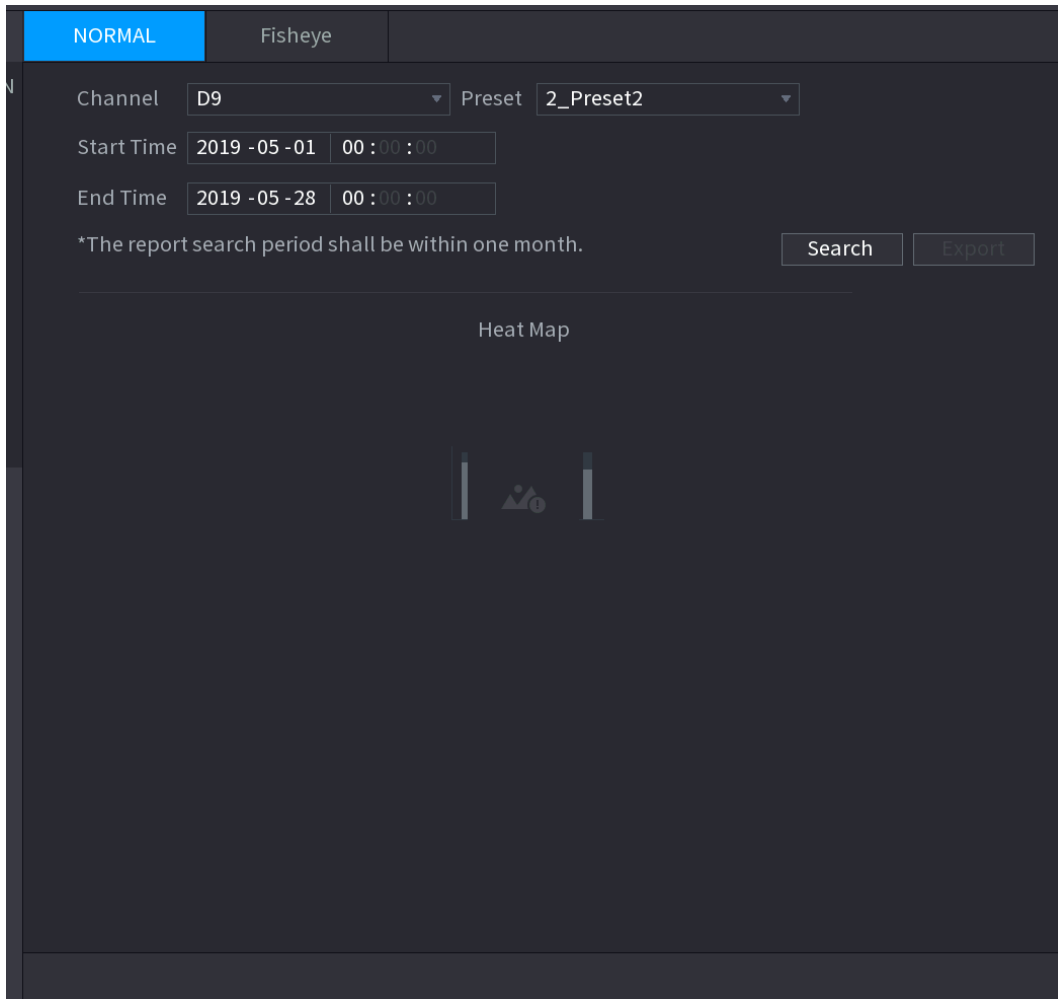 NORMAL Fisheye
N
Channel D9 Preset 2_Preset2
Start Time 2019 -05 -01 00 :00 :00
End Time 2019 -05 -28 00 :00 :00
*The report search period shall be within one month.
Search Export
Heat Map